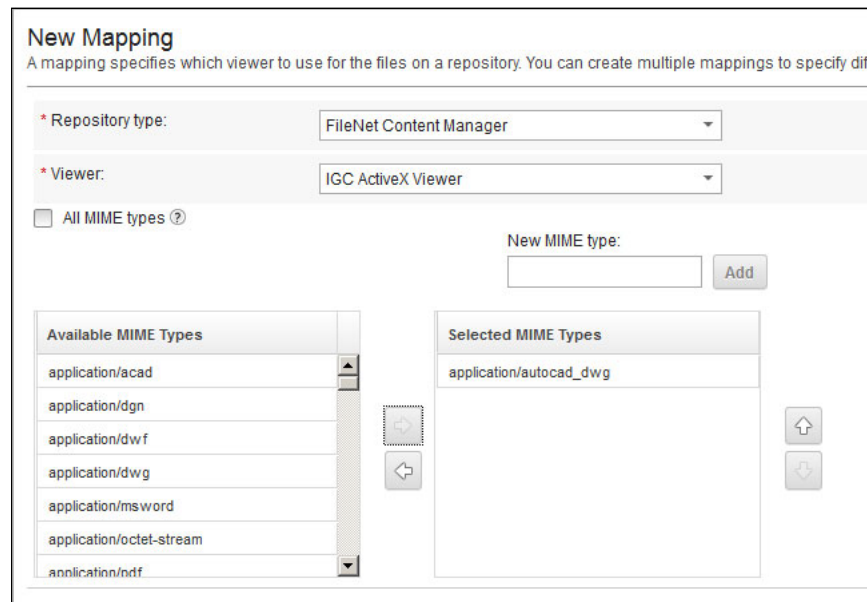 New Mapping
A mapping specifies which viewer to use for the files on a repository. You can create multiple mappings to specify
* Repository type:
FileNet Content Manager
* Viewer:
IGC ActiveX Viewer
All MIME types ?
New MIME type:
Add
Available MIME Types
application/acad
application/dgn
application/dwf
application/dwg
application/msword
application/octet-stream
application/pdf
Selected MIME Types
application/autocad_dwg